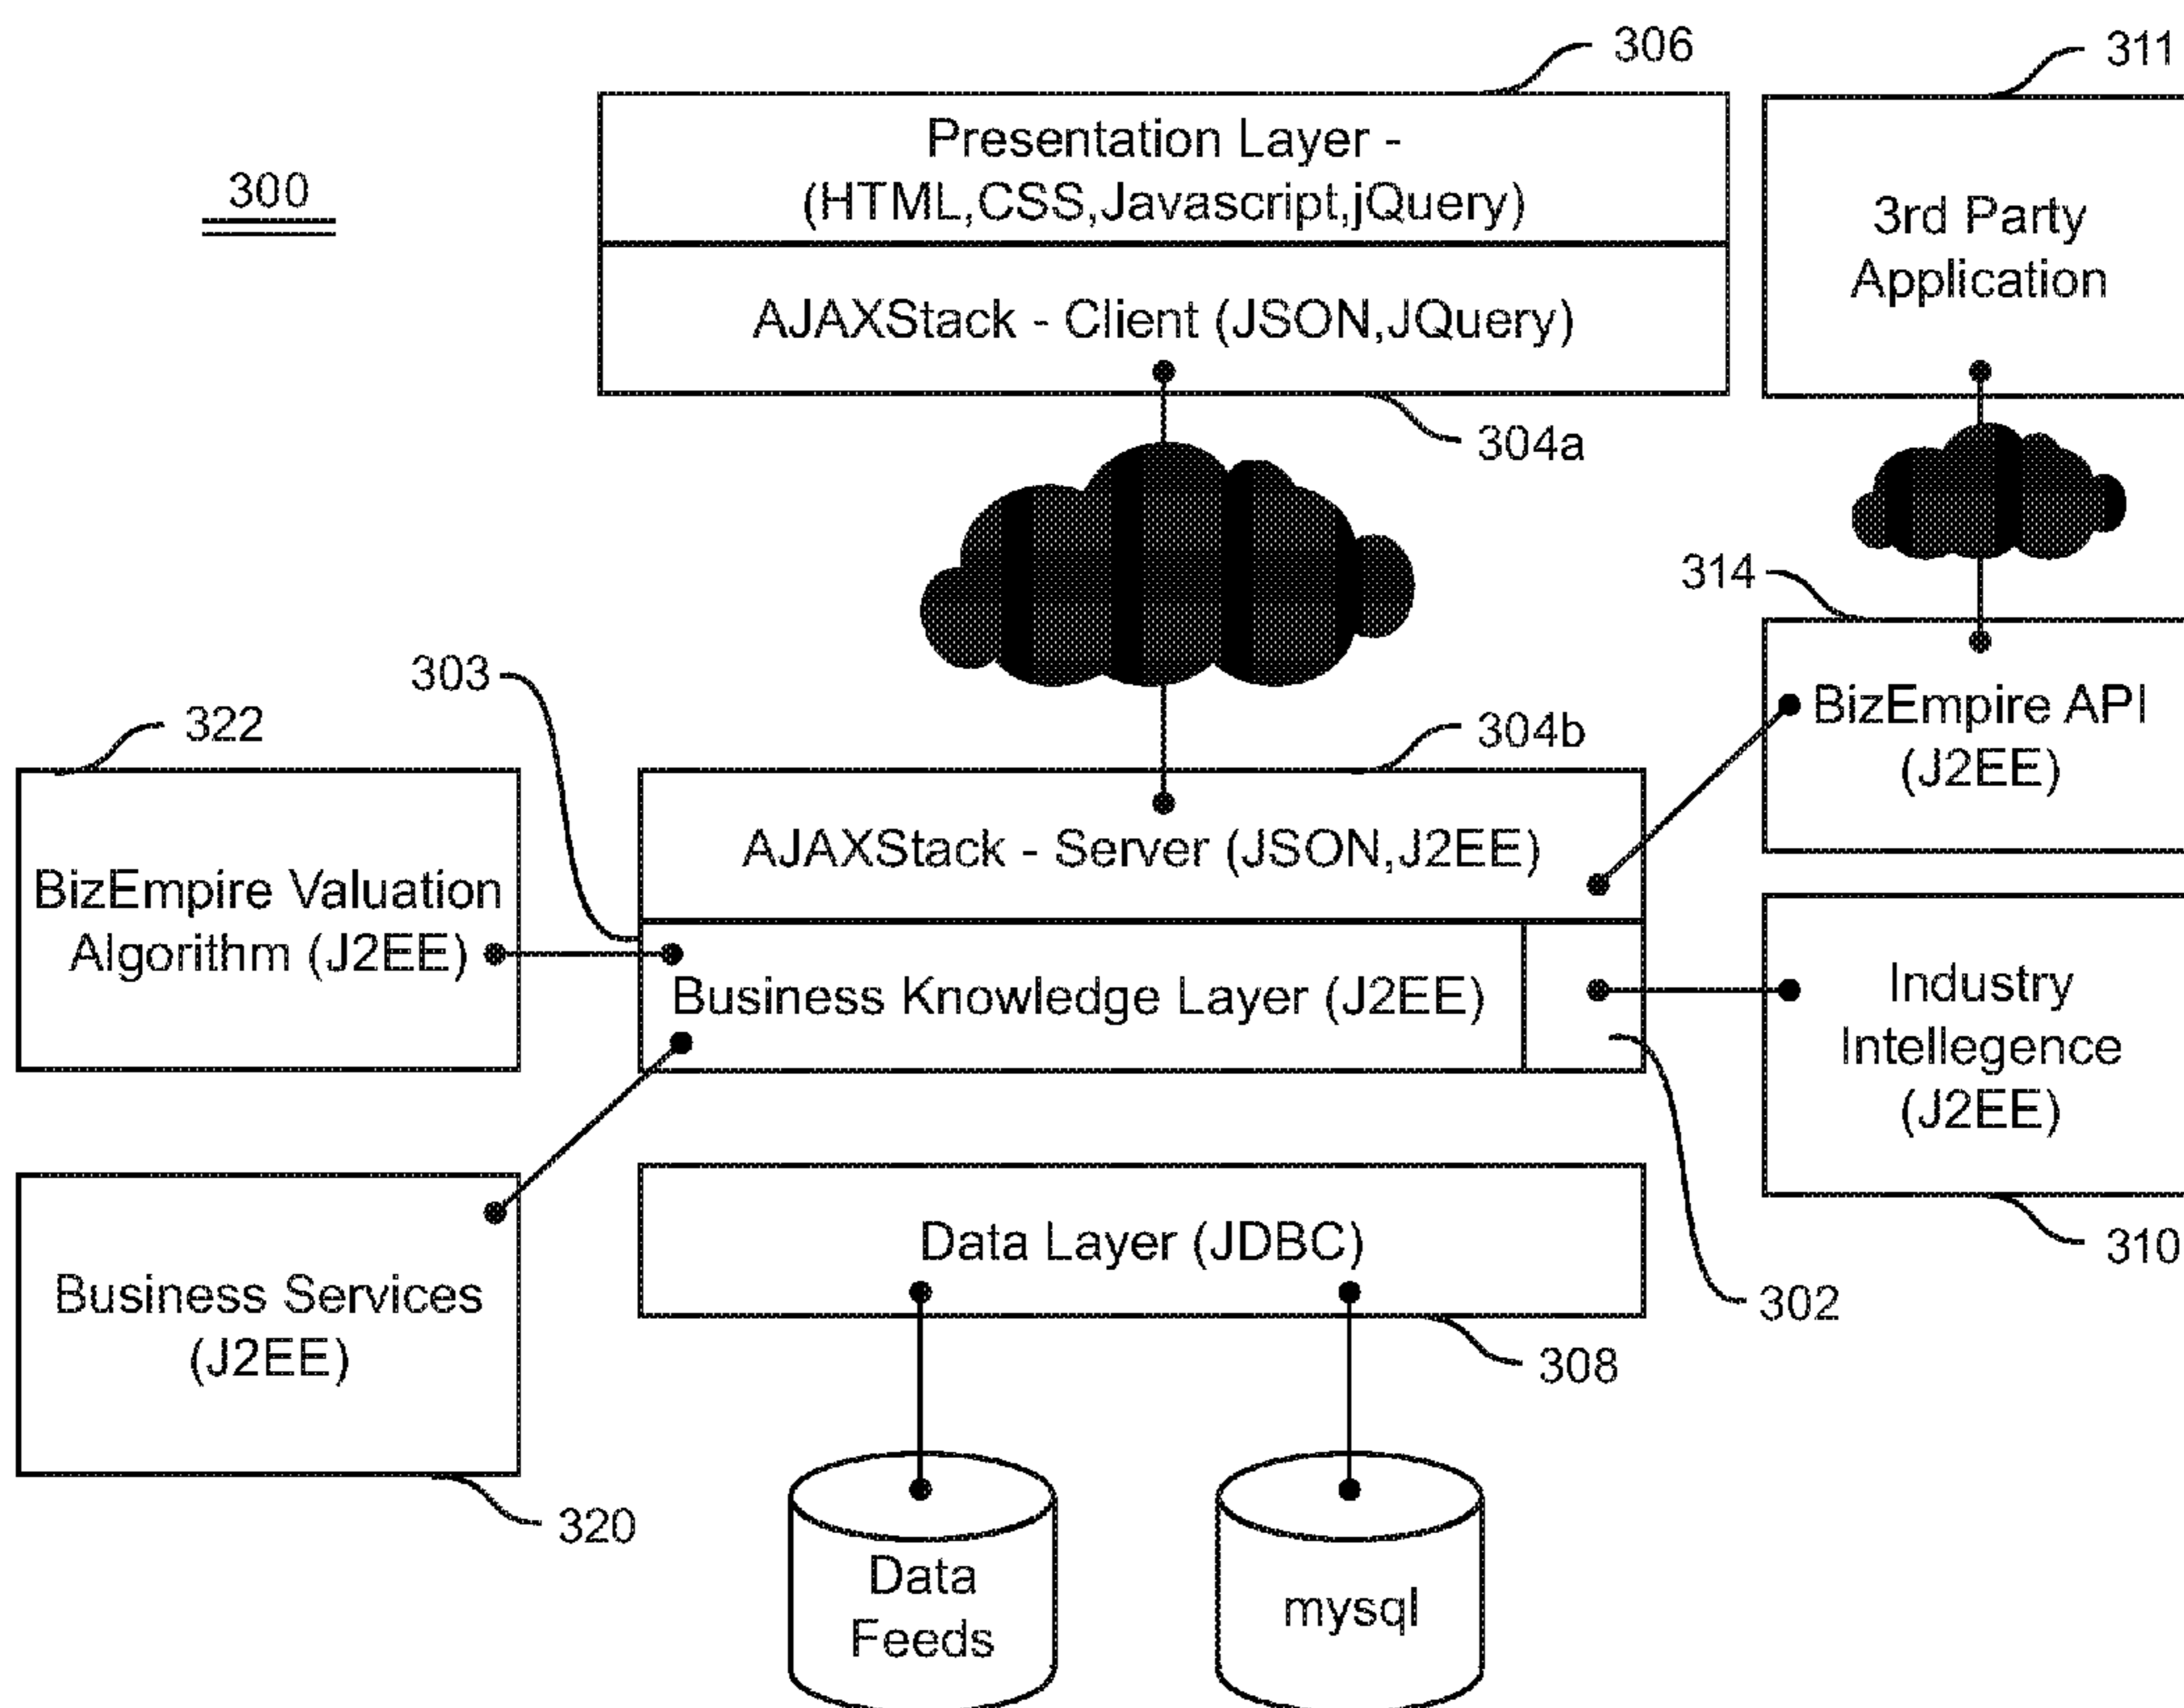 306
311
300
Presentation Layer -
(HTML,CSS,Javascript,jQuery)
3rd Party
Application
AJAXStack - Client (JSON,JQuery)
304a
314
303
BizEmpire API
(J2EE)
322
304b
AJAXStack - Server (JSON,J2EE)
BizEmpire Valuation
Algorithm (J2EE)
Business Knowledge Layer (J2EE)
Industry
Intellegence
(J2EE)
310
302
Data Layer (JDBC)
308
Business Services
(J2EE)
320
Data
Feeds
mysql